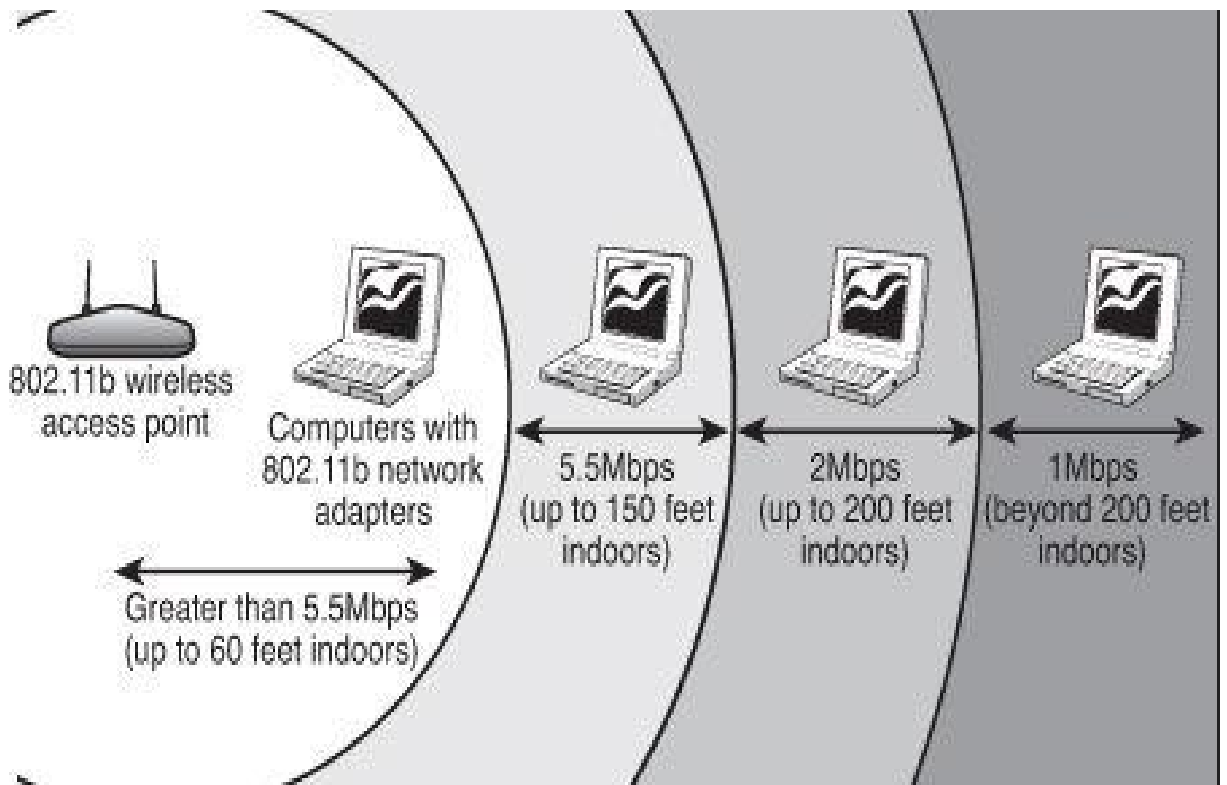 802.11b wireless
access point
Computers with
802.11b network
adapters
Greater than 5.5Mbps
(up to 60 feet indoors)
5.5Mbps
(up to 150 feet
indoors)
2Mbps
(up to 200 feet
indoors)
1Mbps
(beyond 200 feet
indoors)